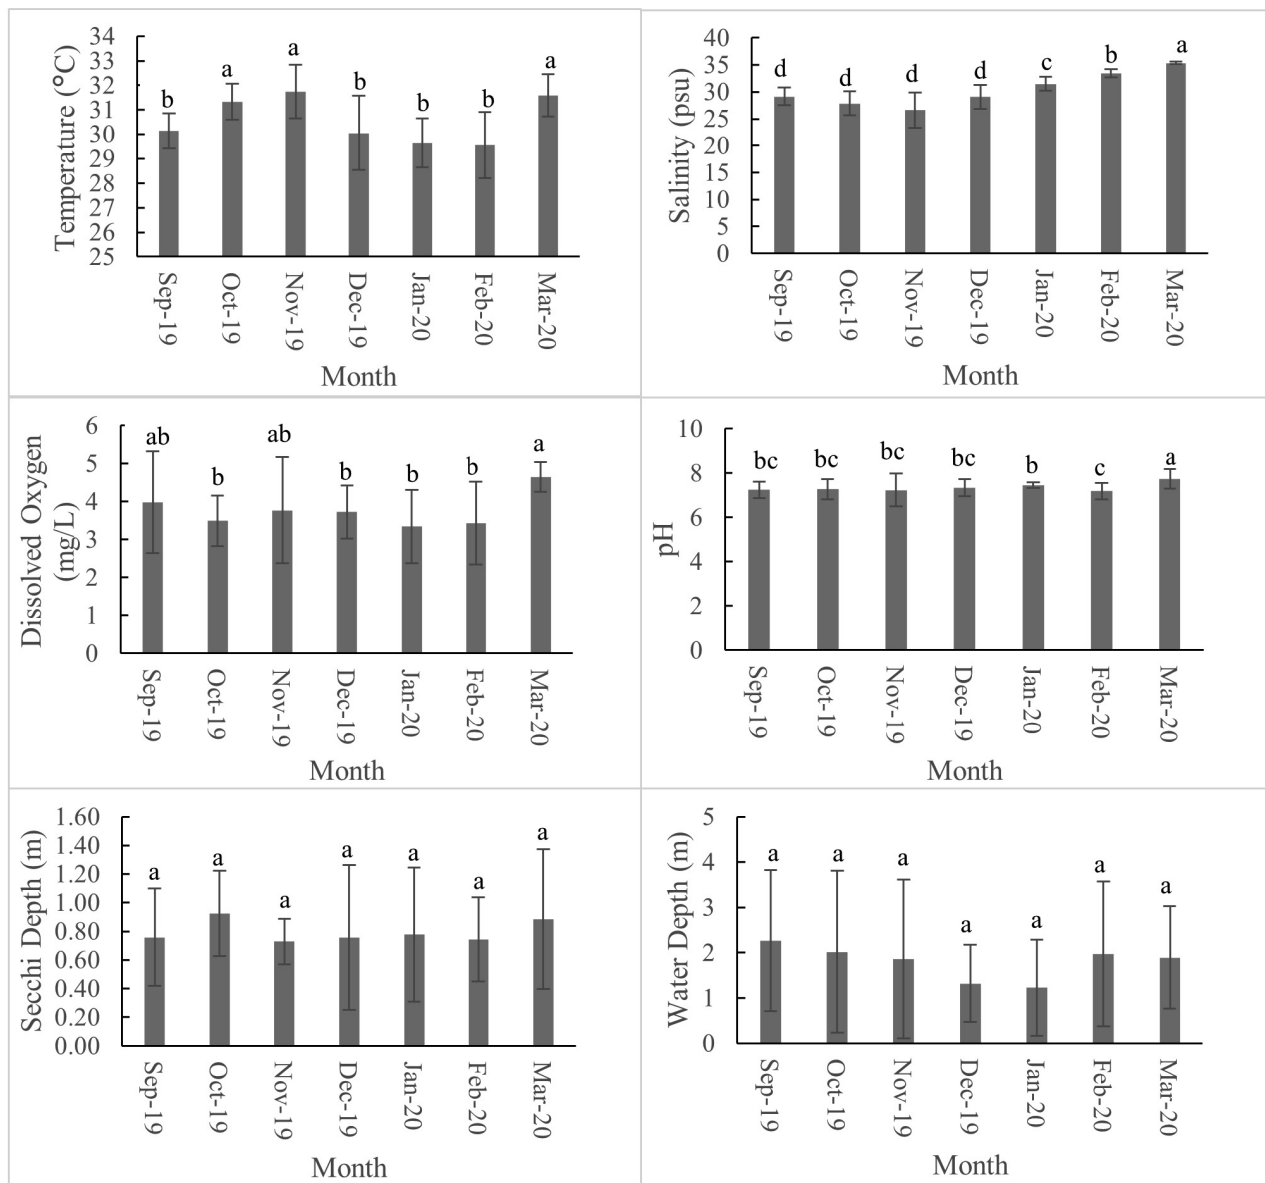 34
33
32
31
30
29
28
27
26
25
Temperature (°C)
b
a
a
b
b
b
a
Sep-19
Oct-19
Nov-19
Dec-19
Jan-20
Feb-20
Mar-20
Month
40
35
30
25
20
15
10
5
0
Salinity (psu)
d
d
d
d
c
b
a
Sep-19
Oct-19
Nov-19
Dec-19
Jan-20
Feb-20
Mar-20
Month
6
5
4
3
2
1
0
Dissolved Oxygen
(mg/L)
ab
b
ab
b
b
b
a
Sep-19
Oct-19
Nov-19
Dec-19
Jan-20
Feb-20
Mar-20
Month
10
8
6
4
2
0
pH
bc
bc
bc
bc
b
c
a
Sep-19
Oct-19
Nov-19
Dec-19
Jan-20
Feb-20
Mar-20
Month
1.60
1.40
1.20
1.00
0.80
0.60
0.40
0.20
0.00
Secchi Depth (m)
a
a
a
a
a
a
a
Sep-19
Oct-19
Nov-19
Dec-19
Jan-20
Feb-20
Mar-20
Month
5
4
3
2
1
0
Water Depth (m)
a
a
a
a
a
a
a
Sep-19
Oct-19
Nov-19
Dec-19
Jan-20
Feb-20
Mar-20
Month